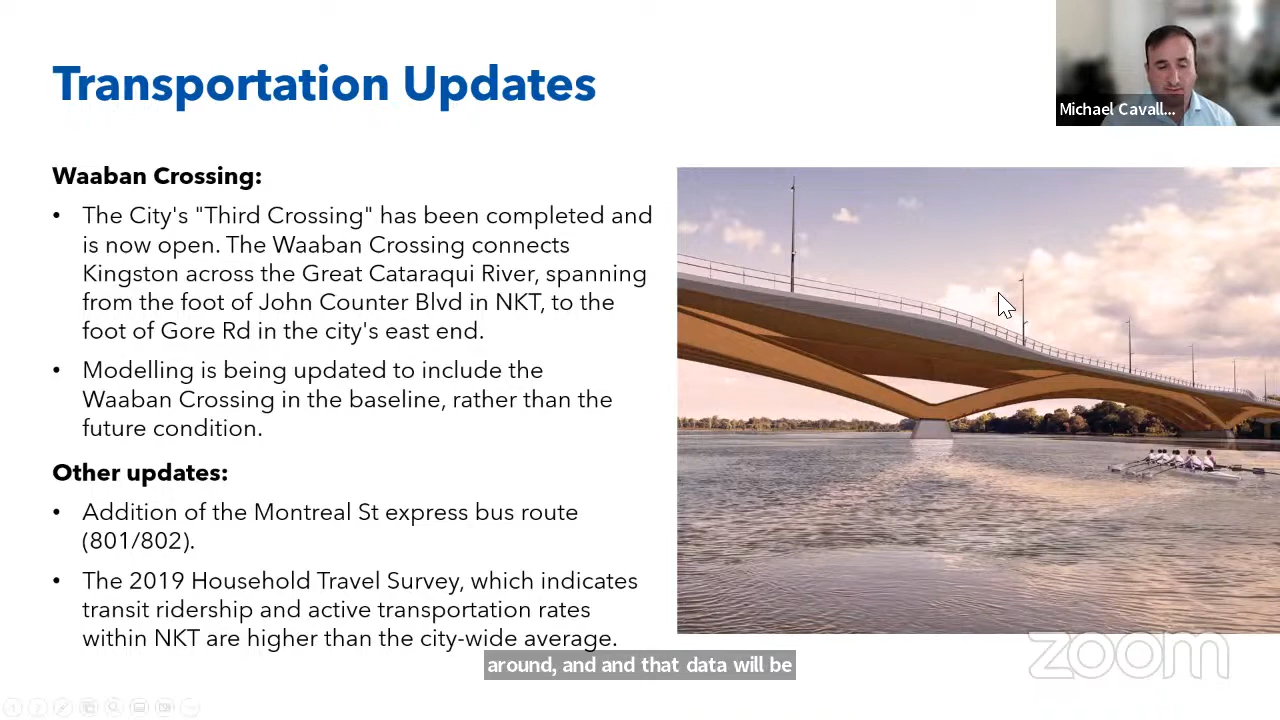 Transportation Updates
Michael Cavall...
Waaban Crossing:
• The City's "Third Crossing" has been completed and
is now open. The Waaban Crossing connects
Kingston across the Great Cataraqui River, spanning
from the foot of John Counter Blvd in NKT, to the
foot of Gore Rd in the city's east end.
• Modelling is being updated to include the
Waaban Crossing in the baseline, rather than the
future condition.
Other updates:
• Addition of the Montreal St express bus route
(801/802).
• The 2019 Household Travel Survey, which indicates
transit ridership and active transportation rates
within NKT are higher than the city-wide average.
around, and and that data will be
zoom